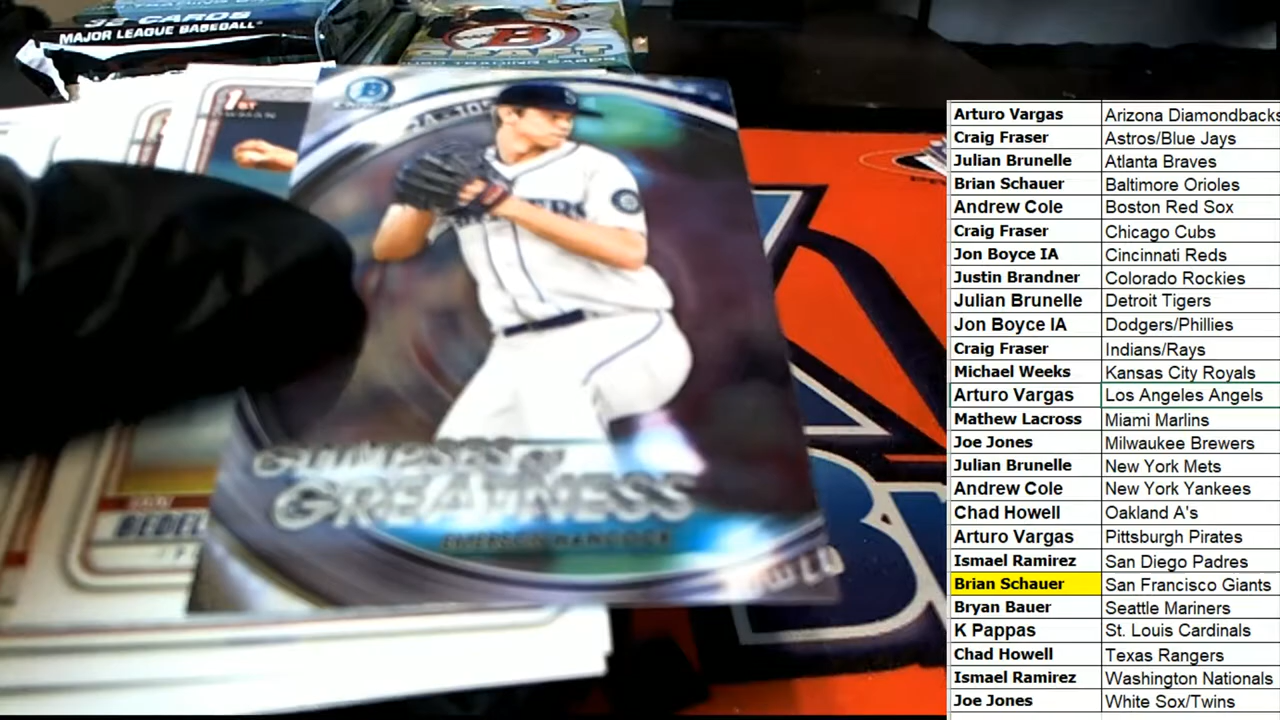 32 CARDS
MAJOR LEAGUE BASEBALL
B
1ST
BOWMAN
B
GLIMPSES OF
GREATNESS
EMERSON HANCOCK
BEDEL
Arturo Vargas Arizona Diamondbacks
Craig Fraser Astros/Blue Jays
Julian Brunelle Atlanta Braves
Brian Schauer Baltimore Orioles
Andrew Cole Boston Red Sox
Craig Fraser Chicago Cubs
Jon Boyce IA Cincinnati Reds
Justin Brandner Colorado Rockies
Julian Brunelle Detroit Tigers
Jon Boyce IA Dodgers/Phillies
Craig Fraser Indians/Rays
Michael Weeks Kansas City Royals
Arturo Vargas Los Angeles Angels
Mathew Lacross Miami Marlins
Joe Jones Milwaukee Brewers
Julian Brunelle New York Mets
Andrew Cole New York Yankees
Chad Howell Oakland A's
Arturo Vargas Pittsburgh Pirates
Ismael Ramirez San Diego Padres
Brian Schauer San Francisco Giants
Bryan Bauer Seattle Mariners
K Pappas St. Louis Cardinals
Chad Howell Texas Rangers
Ismael Ramirez Washington Nationals
Joe Jones White Sox/Twins